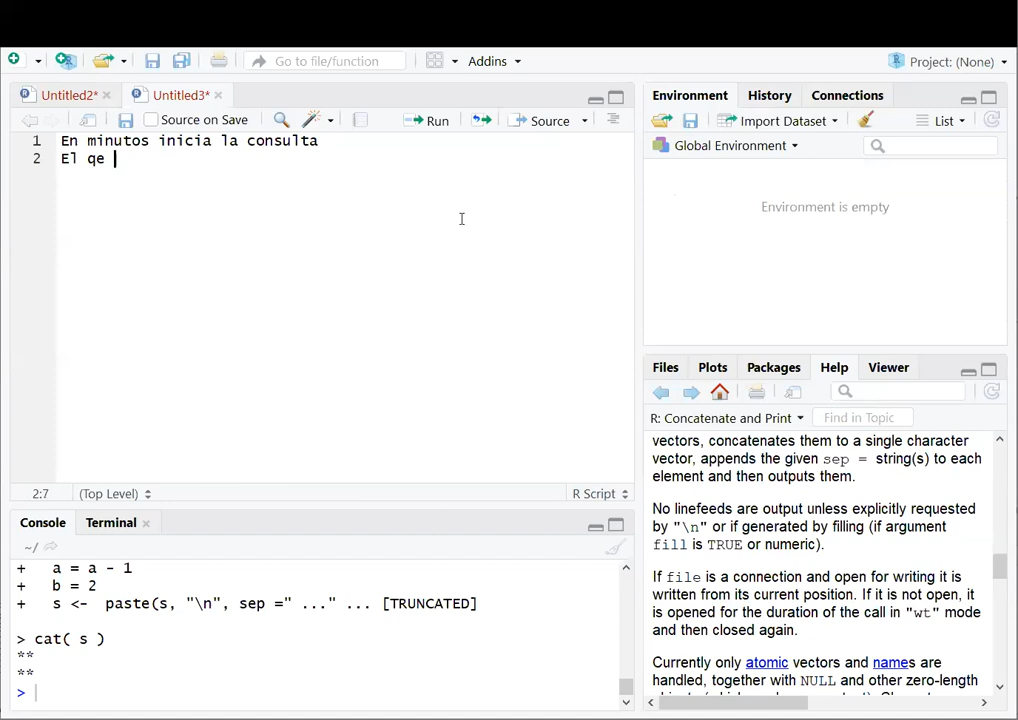 Go to file/function
Addins
Project: (None)
Untitled2* Untitled3*
Source on Save
Run
Source
1 En minutos inicia la consulta
2 El qe
2:7 (Top Level) R Script
Console Terminal
~/
+ a = a - 1
+ b = 2
+ s <- paste(s, "\n", sep =" ..." ... [TRUNCATED]
> cat( s )
**
**
>
Environment History Connections
Import Dataset List
Global Environment
Environment is empty
Files Plots Packages Help Viewer
R: Concatenate and Print Find in Topic
vectors, concatenates them to a single character
vector, appends the given sep = string(s) to each
element and then outputs them.
No linefeeds are output unless explicitly requested
by "\n" or if generated by filling (if argument
fill is TRUE or numeric).
If file is a connection and open for writing it is
written from its current position. If it is not open, it
is opened for the duration of the call in "wt" mode
and then closed again.
Currently only atomic vectors and names are
handled, together with NULL and other zero-length